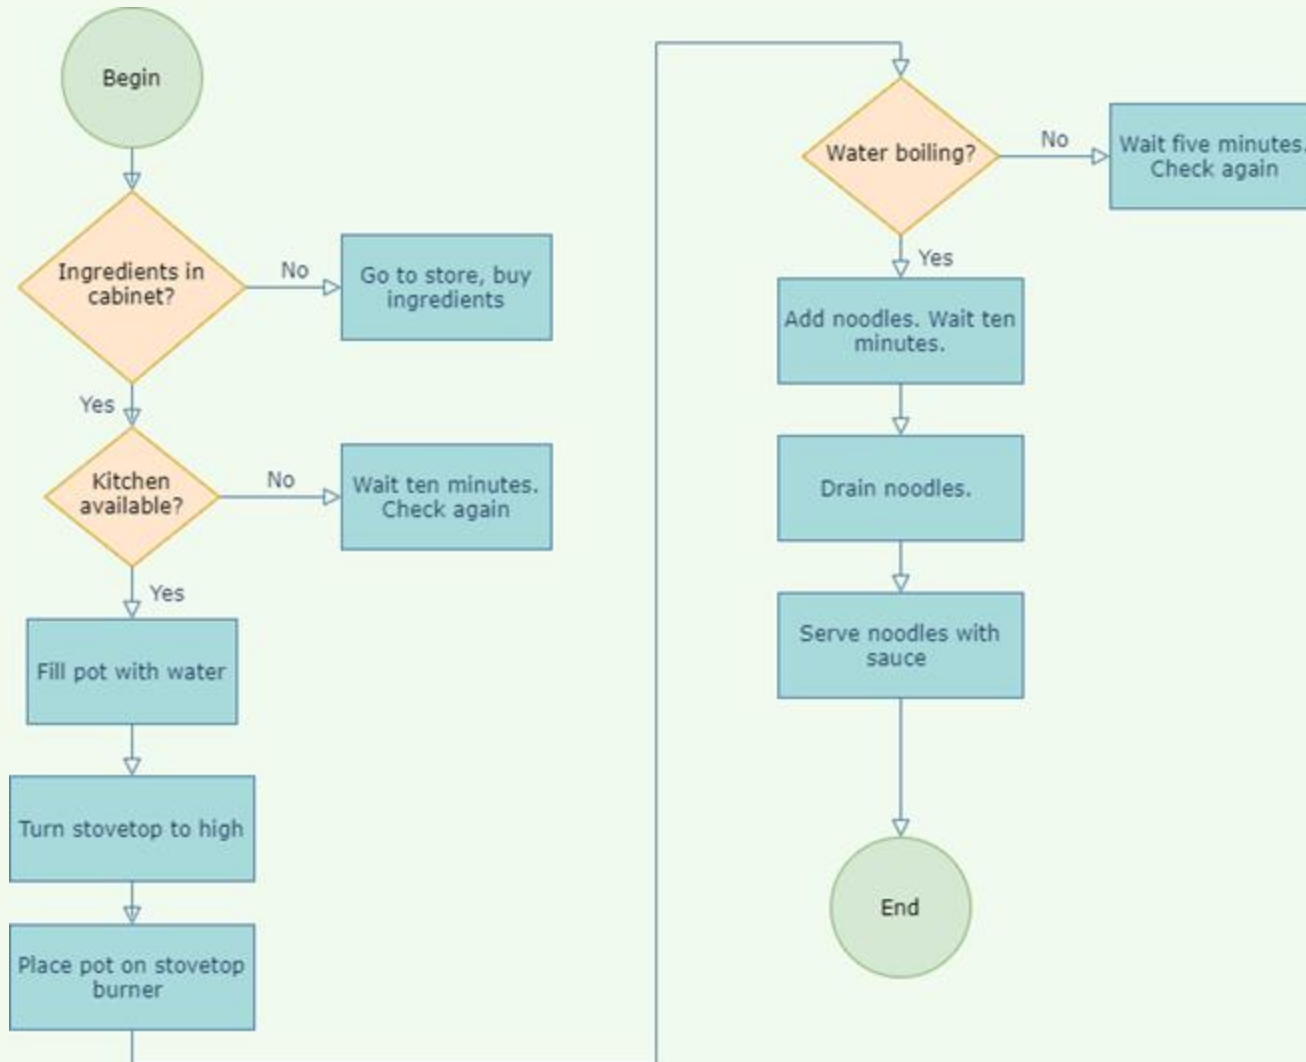 Begin
Ingredients in
cabinet?
No
Go to store, buy
ingredients
Yes
Kitchen
available?
No
Wait ten minutes.
Check again
Yes
Fill pot with water
Turn stovetop to high
Place pot on stovetop
burner
Water boiling?
No
Wait five minutes.
Check again
Yes
Add noodles. Wait ten
minutes.
Drain noodles.
Serve noodles with
sauce
End